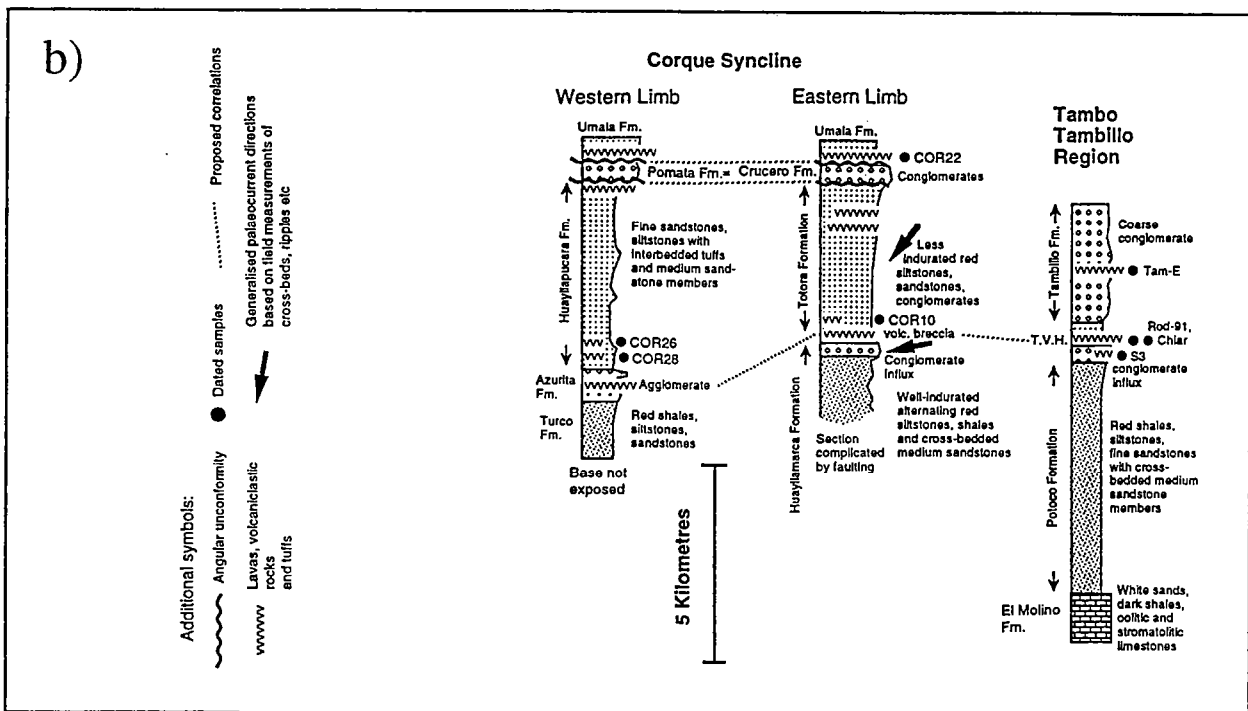 b)
Additional symbols:
Angular unconformity
Dated samples
Proposed correlations
Lavas, volcaniclastic
rocks
and tuffs
Generalised palaeocurrent directions
based on field measurements of
cross-beds, ripples etc
Corque Syncline
Western Limb
Umala Fm.
Pomata Fm.=
Huayllapucara Fm.
Fine sandstones,
siltstones with
interbedded tuffs
and medium sand-
stone members
COR26
COR28
Azurita
Fm.
Agglomerate
Turco
Fm.
Red shales,
siltstones,
sandstones
Base not
exposed
5 Kilometres
Eastern Limb
Umala Fm.
COR22
Crucero Fm.
Conglomerates
Totora Formation
Less
indurated red
siltstones,
sandstones,
conglomerates
COR10
volc. breccia
Conglomerate
influx
Huayllamarca Formation
Well-indurated
alternating red
siltstones, shales
and cross-bedded
medium sandstones
Section
complicated
by faulting
Tambo
Tambillo
Region
Tambillo Fm.
Coarse
conglomerate
Tam-E
T.V.H.
Rod-91,
Chiar
S3
conglomerate
influx
Potoco Formation
Red shales,
siltstones,
fine sandstones
with cross-
bedded medium
sandstone
members
El Molino
Fm.
White sands,
dark shales,
oolitic and
stromatolitic
limestones